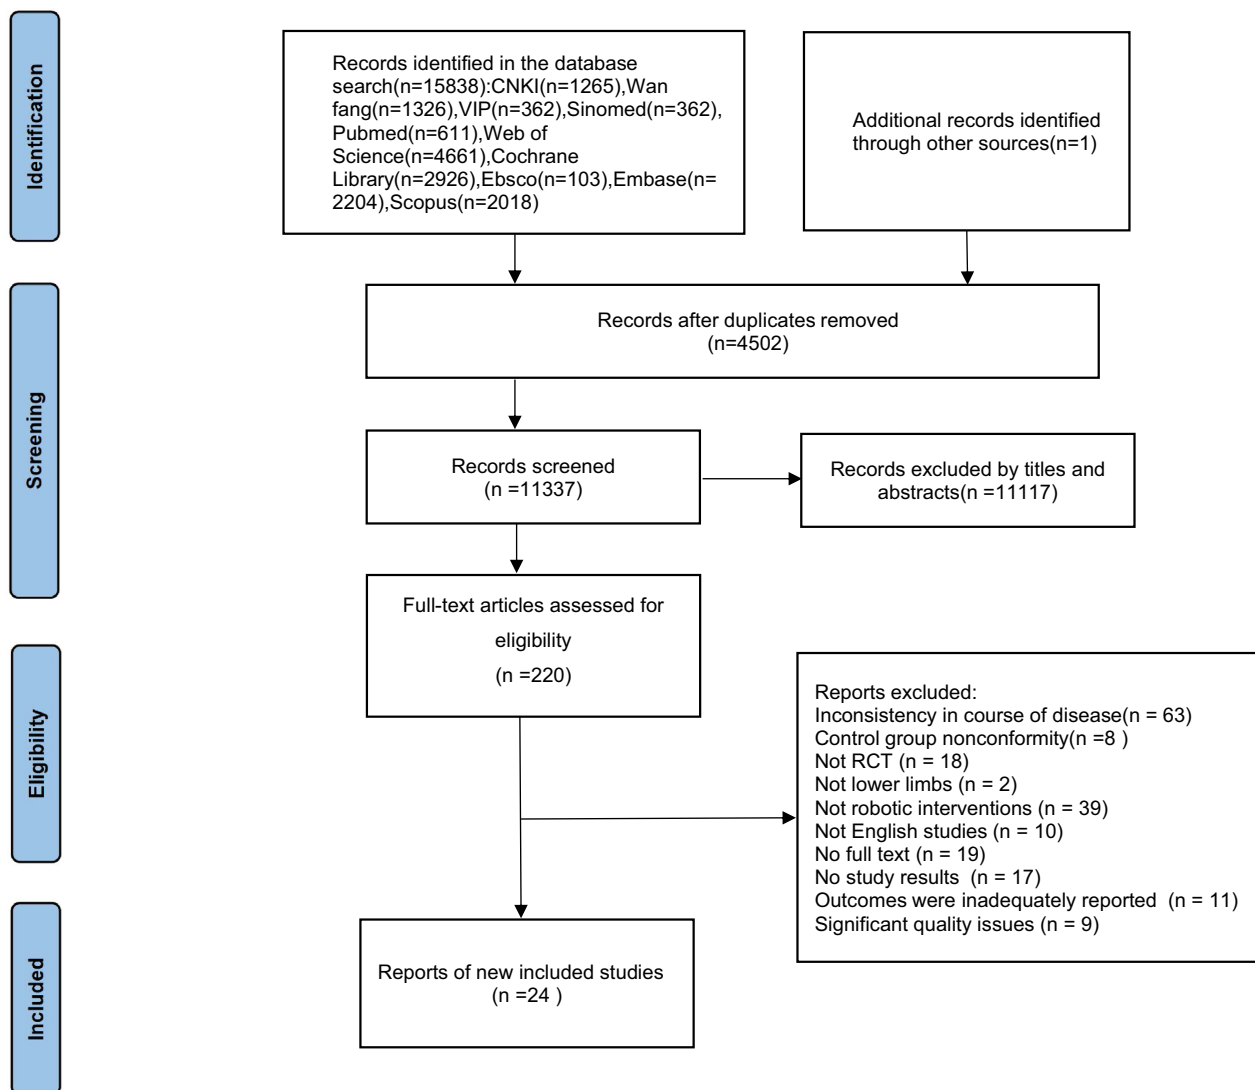 Identification
Records identified in the database
search(n=15838):CNKI(n=1265),Wan
fang(n=1326),VIP(n=362),Sinomed(n=362),
Pubmed(n=611),Web of
Science(n=4661),Cochrane
Library(n=2926),Ebsco(n=103),Embase(n=
2204),Scopus(n=2018)
Additional records identified
through other sources(n=1)
Screening
Records after duplicates removed
(n=4502)
Records screened
(n =11337)
Records excluded by titles and
abstracts(n =11117)
Full-text articles assessed for
eligibility
(n =220)
Eligibility
Reports excluded:
Inconsistency in course of disease(n = 63)
Control group nonconformity(n =8 )
Not RCT (n = 18)
Not lower limbs (n = 2)
Not robotic interventions (n = 39)
Not English studies (n = 10)
No full text (n = 19)
No study results (n = 17)
Outcomes were inadequately reported (n = 11)
Significant quality issues (n = 9)
Included
Reports of new included studies
(n =24 )